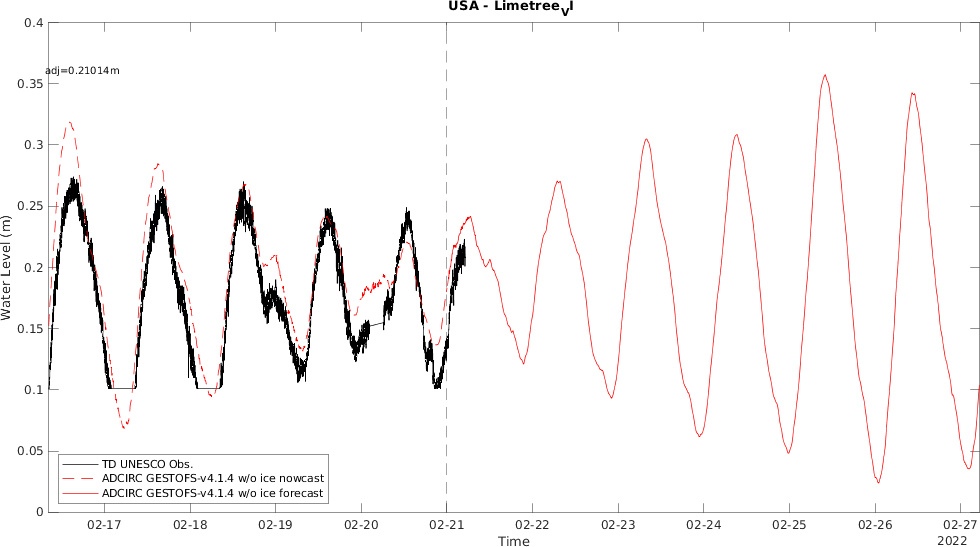 USA - LimetreeVI
0.4
adj=0.21014m
0.35
0.3
0.25
0.2
0.15
0.1
0.05
0
Water Level (m)
TD UNESCO Obs.
ADCIRC GESTOFS-v4.1.4 w/o ice nowcast
ADCIRC GESTOFS-v4.1.4 w/o ice forecast
02-17 02-18 02-19 02-20 02-21 02-22 02-23 02-24 02-25 02-26 02-27
Time
2022